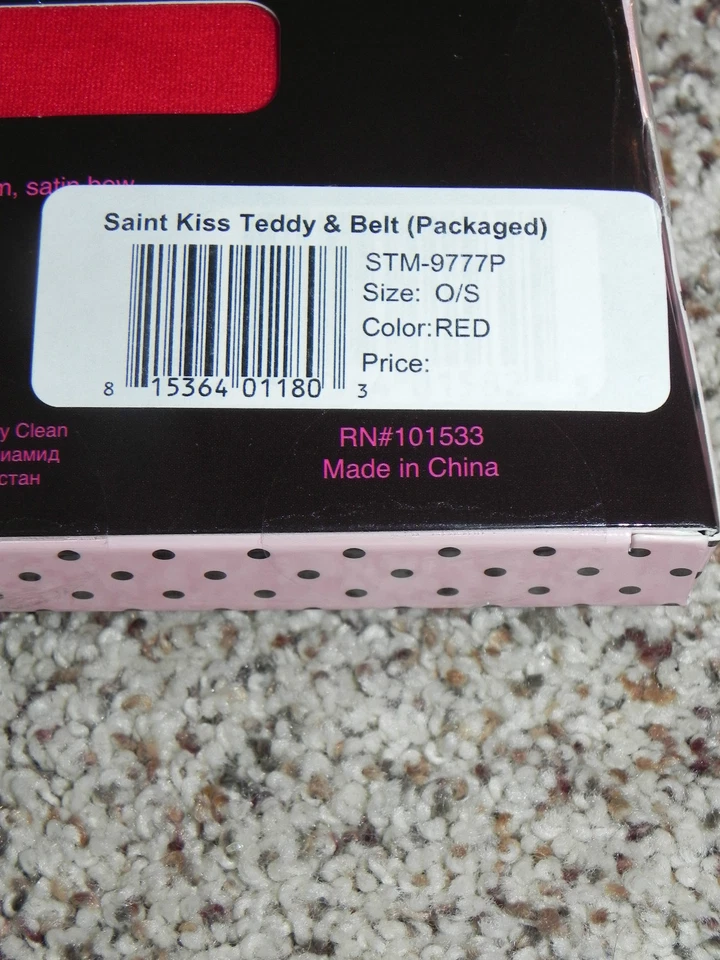 m, satin bow
Saint Kiss Teddy & Belt (Packaged)
STM-9777P
Size: O/S
Color:RED
Price:
8 15364 01180 3
y Clean
иамид
стан
RN#101533
Made in China